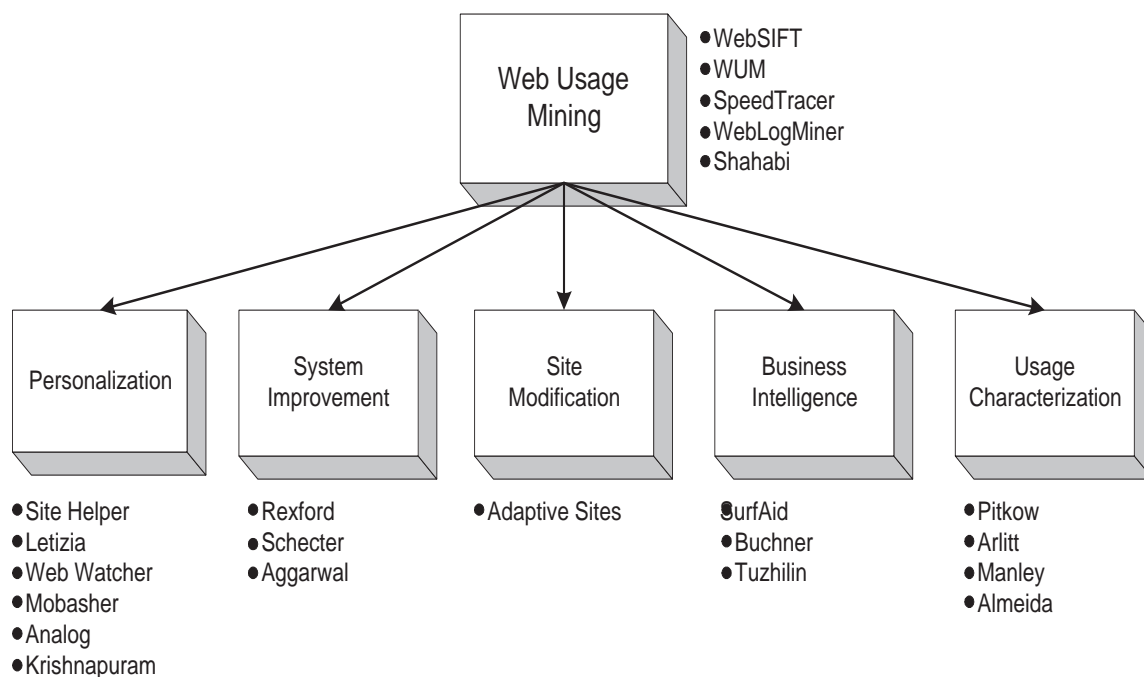 Web Usage
Mining
● WebSIFT
● WUM
● SpeedTracer
● WebLogMiner
● Shahabi
Personalization
System
Improvement
Site
Modification
Business
Intelligence
Usage
Characterization
● Site Helper
● Letizia
● Web Watcher
● Mobasher
● Analog
● Krishnapuram
● Rexford
● Schecter
● Aggarwal
● Adaptive Sites
● SurfAid
● Buchner
● Tuzhilin
● Pitkow
● Arlitt
● Manley
● Almeida